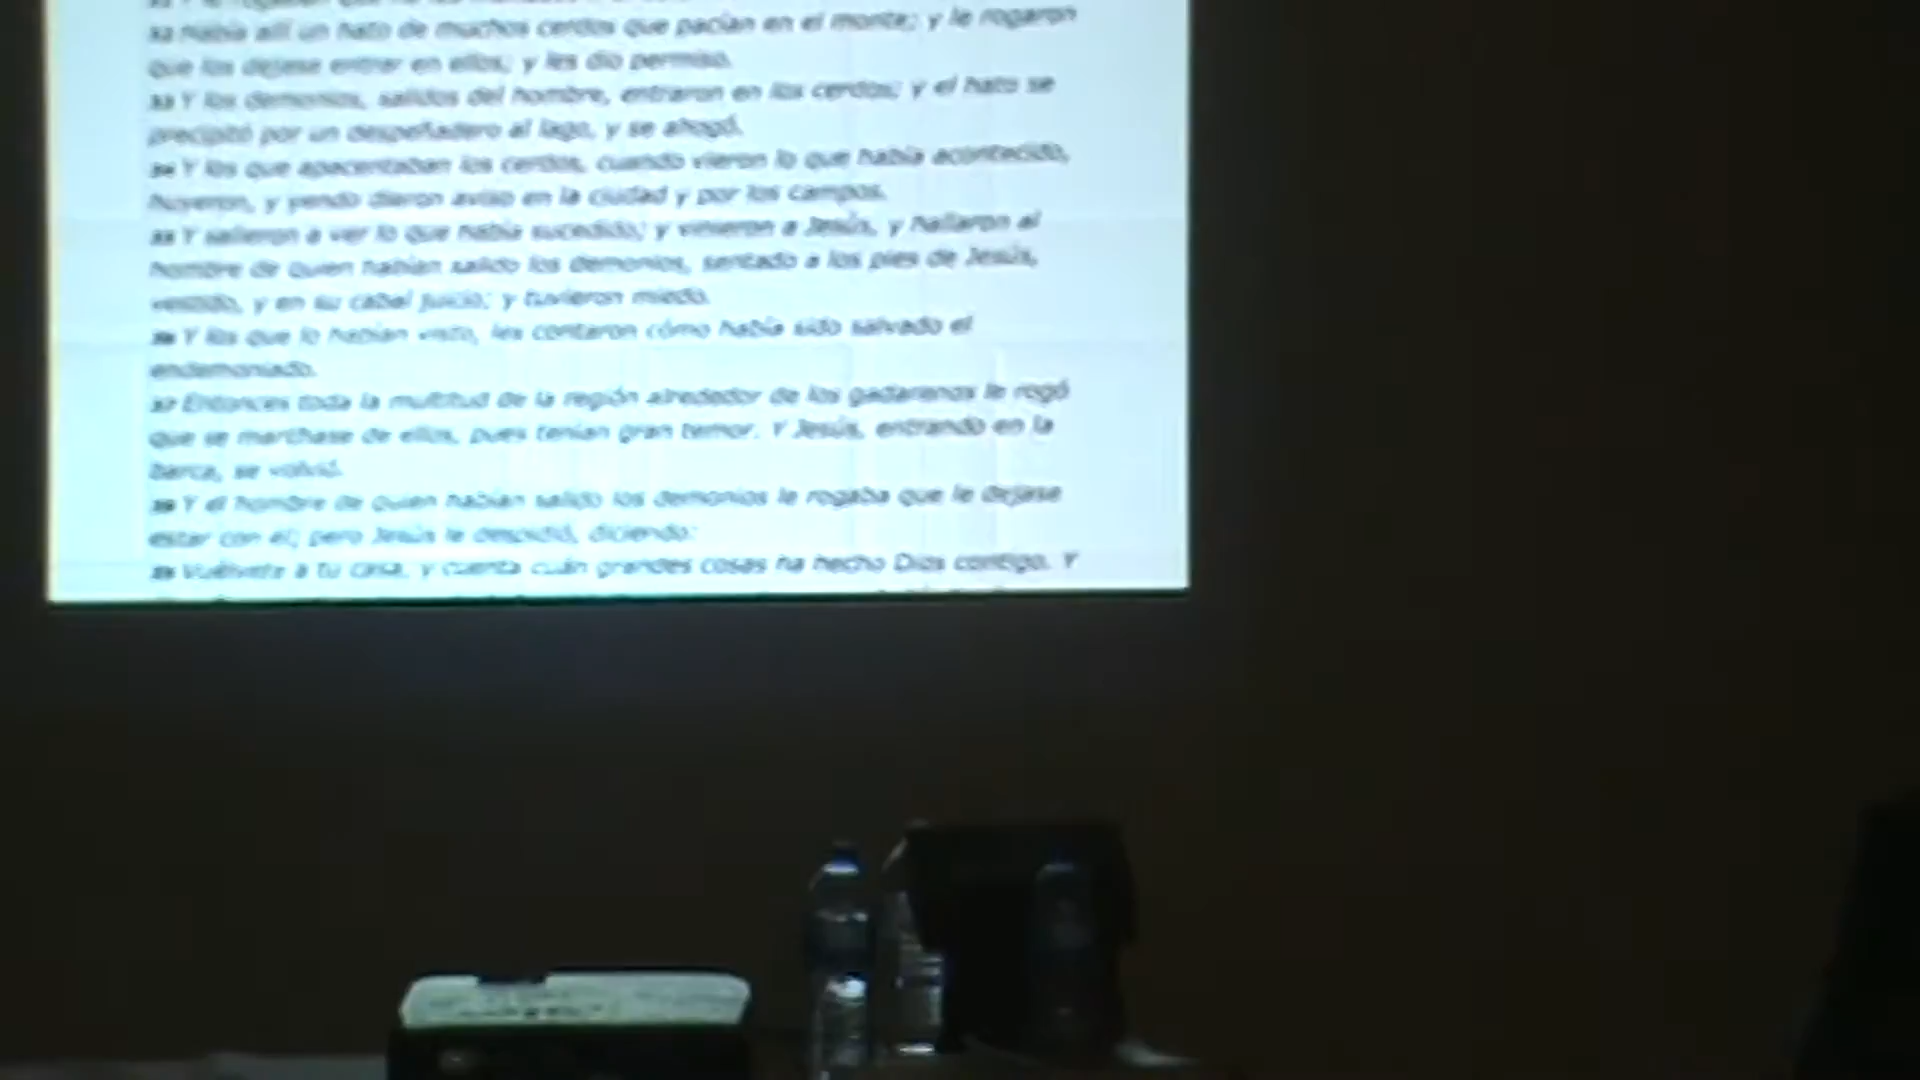 32 Había allí un hato de muchos cerdos que pacían en el monte; y le rogaron
que los dejase entrar en ellos; y les dio permiso.
33 Y los demonios, salidos del hombre, entraron en los cerdos; y el hato se
precipitó por un despeñadero al lago, y se ahogó.
34 Y los que apacentaban los cerdos, cuando vieron lo que había acontecido,
huyeron, y yendo dieron aviso en la ciudad y por los campos.
35 Y salieron a ver lo que había sucedido; y vinieron a Jesús, y hallaron al
hombre de quien habían salido los demonios, sentado a los pies de Jesús,
vestido, y en su cabal juicio; y tuvieron miedo.
36 Y los que lo habían visto, les contaron cómo había sido salvado el
endemoniado.
37 Entonces toda la multitud de la región alrededor de los gadarenos le rogó
que se marchase de ellos, pues tenían gran temor. Y Jesús, entrando en la
barca, se volvió.
38 Y el hombre de quien habían salido los demonios le rogaba que le dejase
estar con él; pero Jesús le despidió, diciendo:
39 Vuélvete a tu casa, y cuenta cuán grandes cosas ha hecho Dios contigo. Y